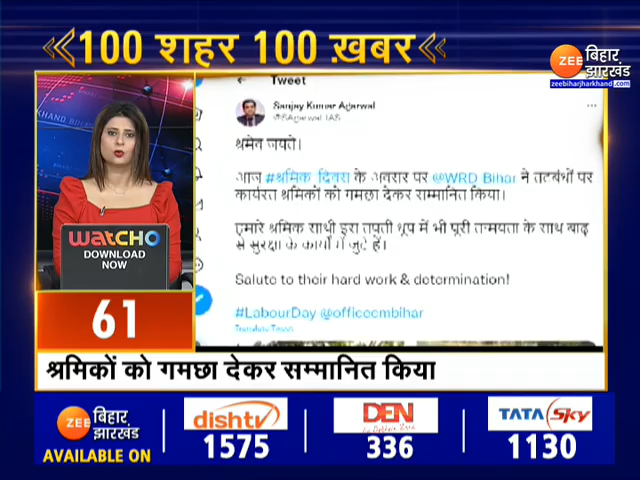 100 शहर 100 ख़बर
ZEE बिहार झारखंड
zeebiharjharkhand.com
Tweet
Sanjay Kumar Agarwal
@SAgarwal_IAS
श्रमेव जयते।
आज #श्रमिक दिवस के अवसर पर @WRD Bihar ने तटबंधों पर
कार्यरत श्रमिकों को गमछा देकर सम्मानित किया।
हमारे श्रमिक साथी इस तपती धूप में भी पूरी तन्मयता के साथ बाढ़
से सुरक्षा के कार्यों में जुटे हैं।
Salute to their hard work & determination!
#LabourDay @officecmbihar
Translate Tweet
WATCHO
DOWNLOAD
NOW
61
श्रमिकों को गमछा देकर सम्मानित किया
ZEE बिहार झारखंड
AVAILABLE ON
dishtv
1575
DEN
336
TATA Sky
1130